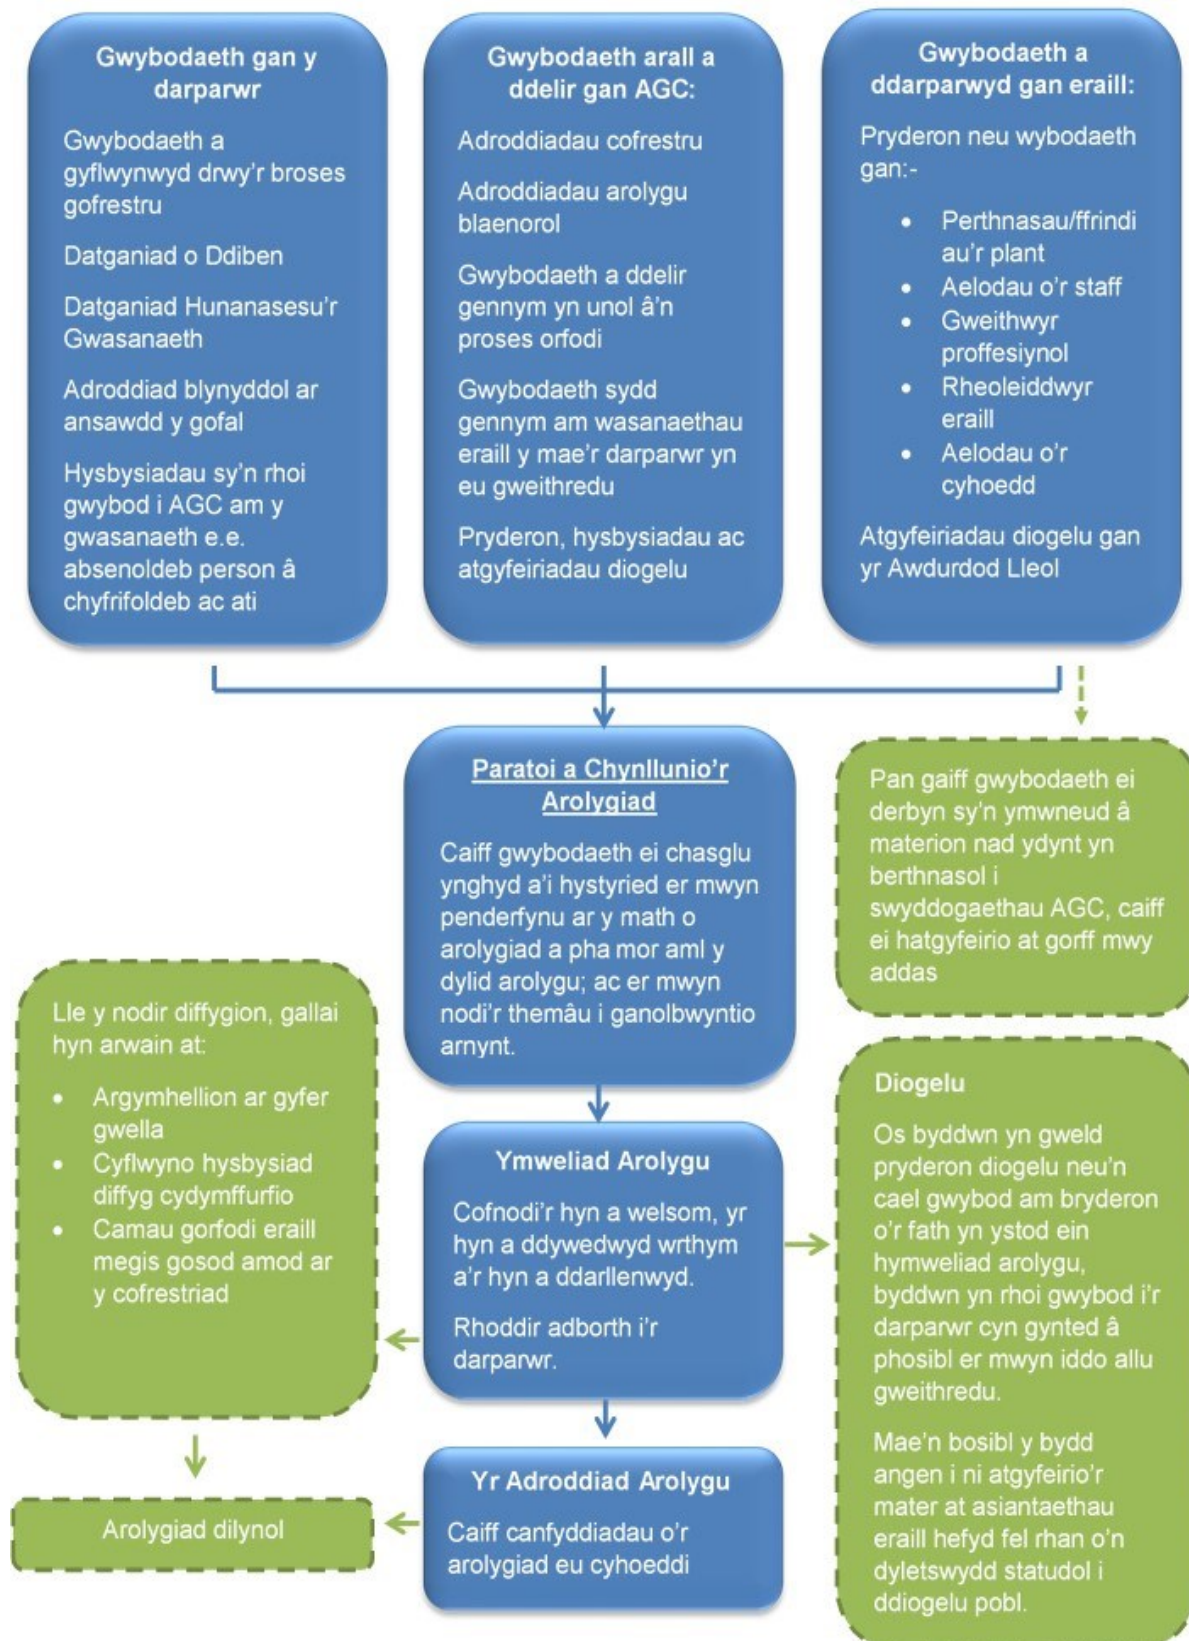 Gwybodaeth gan y
darparwr
Gwybodaeth a
gyflwynwyd drwy'r broses
gofrestru
Datganiad o Ddiben
Datganiad Hunanasesu'r
Gwasanaeth
Adroddiad blynyddol ar
ansawdd y gofal
Hysbysiadau sy'n rhoi
gwybod i AGC am y
gwasanaeth e.e.
absenoldeb person â
chyfrifoldeb ac ati
Gwybodaeth arall a
ddelir gan AGC:
Adroddiadau cofrestru
Adroddiadau arolygu
blaenorol
Gwybodaeth a ddelir
gennym yn unol â'n
proses orfodi
Gwybodaeth sydd
gennym am wasanaethau
eraill y mae'r darparwr yn
eu gweithredu
Pryderon, hysbysiadau ac
atgyfeiriadau diogelu
Gwybodaeth a
ddarparwyd gan eraill:
Pryderon neu wybodaeth
gan:-
• Perthnasau/ffrindi
au'r plant
• Aelodau o'r staff
• Gweithwyr
proffesiynol
• Rheoleiddwyr
eraill
• Aelodau o'r
cyhoedd
Atgyfeiriadau diogelu gan
yr Awdurdod Lleol
Paratoi a Chynllunio'r
Arolygiad
Caiff gwybodaeth ei chasglu
ynghyd a'i hystyried er mwyn
penderfynu ar y math o
arolygiad a pha mor aml y
dylid arolygu; ac er mwyn
nodi'r themâu i ganolbwyntio
arnynt.
Pan gaiff gwybodaeth ei
derbyn sy'n ymwneud â
materion nad ydynt yn
berthnasol i
swyddogaethau AGC, caiff
ei hatgyfeirio at gorff mwy
addas
Lle y nodir diffygion, gallai
hyn arwain at:
• Argymhellion ar gyfer
gwella
• Cyflwyno hysbysiad
diffyg cydymffurfio
• Camau gorfodi eraill
megis gosod amod ar
y cofrestriad
Ymweliad Arolygu
Cofnodi'r hyn a welsom, yr
hyn a ddywedwyd wrthym
a'r hyn a ddarllenwyd.
Rhoddir adborth i'r
darparwr.
Diogelu
Os byddwn yn gweld
pryderon diogelu neu'n
cael gwybod am bryderon
o'r fath yn ystod ein
hymweliad arolygu,
byddwn yn rhoi gwybod i'r
darparwr cyn gynted â
phosibl er mwyn iddo allu
gweithredu.
Mae'n bosibl y bydd
angen i ni atgyfeirio'r
mater at asiantaethau
eraill hefyd fel rhan o'n
dyletswydd statudol i
ddiogelu pobl.
Arolygiad dilynol
Yr Adroddiad Arolygu
Caiff canfyddiadau o'r
arolygiad eu cyhoeddi